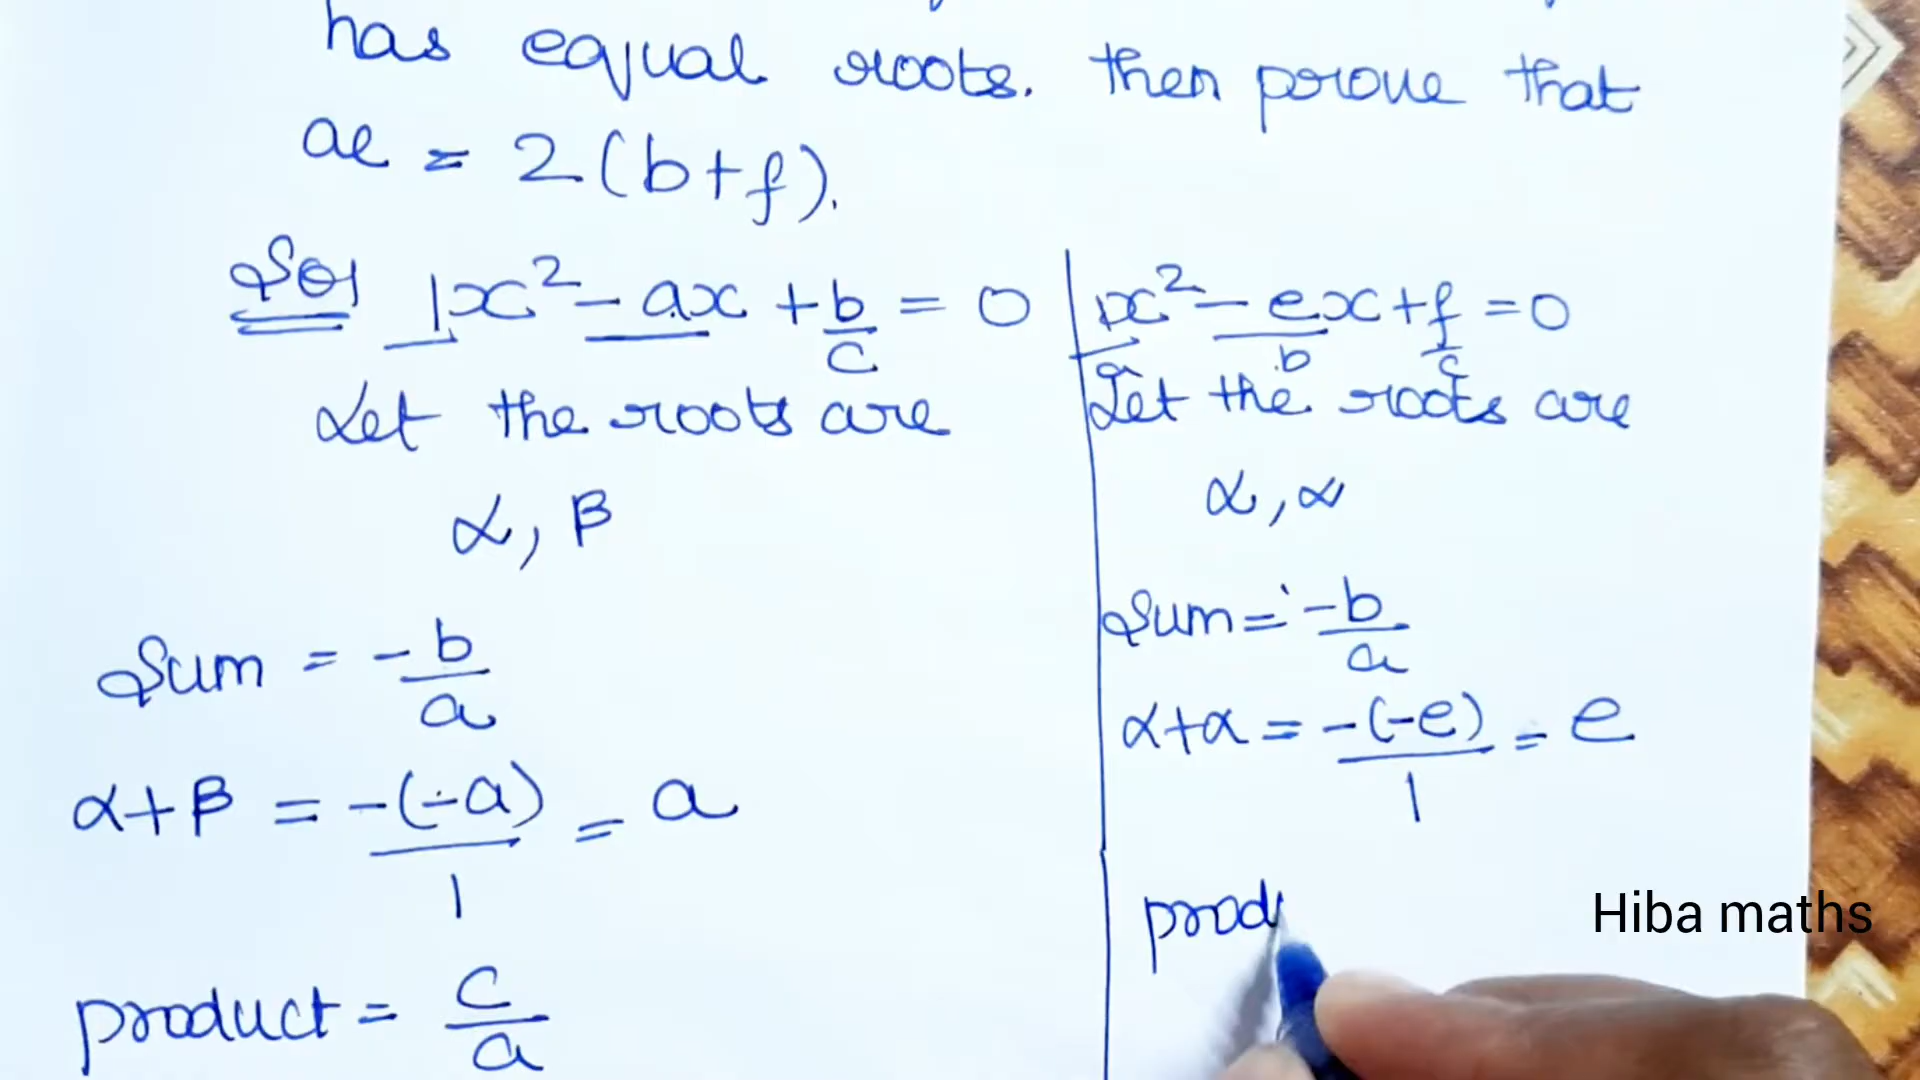 has equal roots. then prove that
ae = 2(b+f).
Sol 1x² - ax + b = 0
c
Let the roots are
α, β
Sum = -b/a
α+β = -(-a)/1 = a
product = c/a
1x² - ex + f = 0
a b c
Let the roots are
α, α
Sum = -b/a
α+α = -(-e)/1 = e
prod
Hiba maths